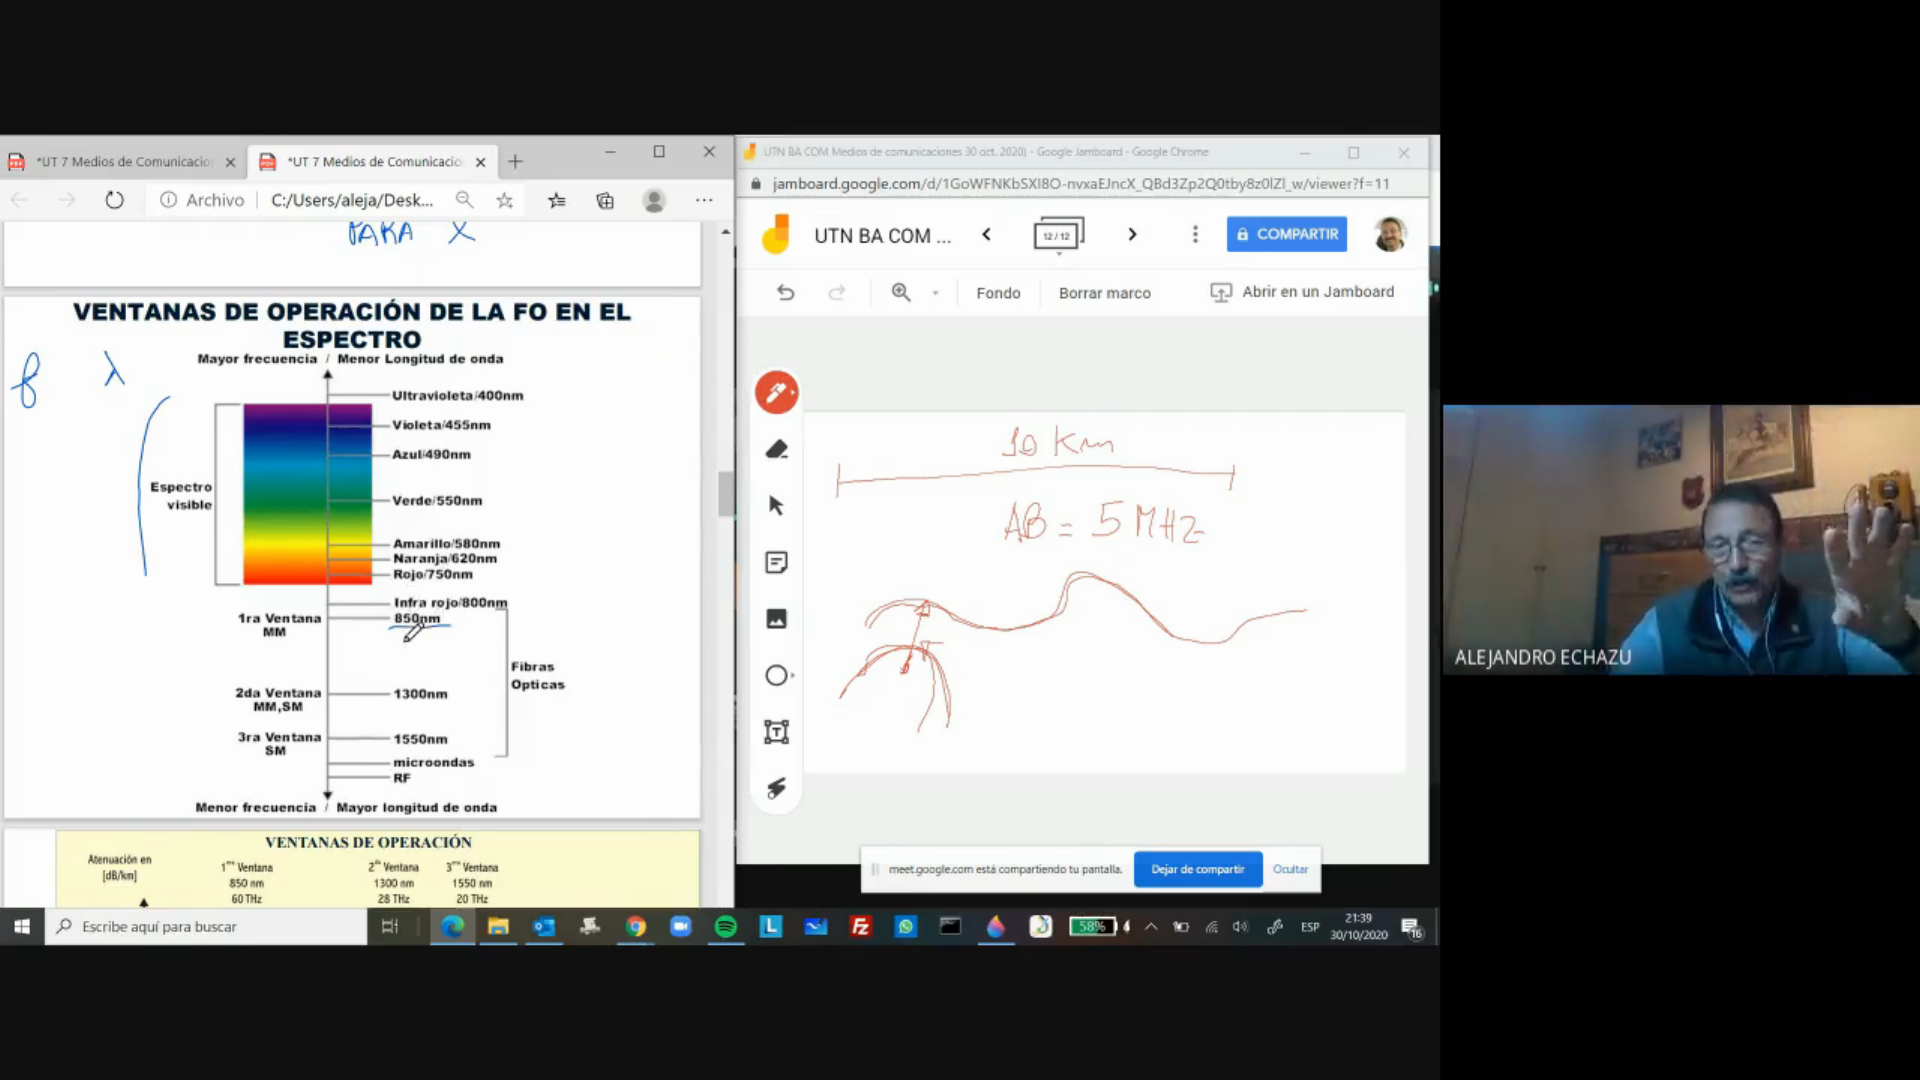 *UT 7 Medios de Comunicacion
*UT 7 Medios de Comunicacio
Archivo
C:/Users/aleja/Desk...
PARA X
VENTANAS DE OPERACIÓN DE LA FO EN EL
ESPECTRO
Mayor frecuencia / Menor Longitud de onda
f λ
Ultravioleta/400nm
Violeta/455nm
Azul/490nm
Espectro
visible
Verde/550nm
Amarillo/580nm
Naranja/620nm
Rojo/750nm
Infra rojo/800nm
1ra Ventana
MM
850nm
Fibras
Opticas
2da Ventana
MM,SM
1300nm
3ra Ventana
SM
1550nm
microondas
RF
Menor frecuencia / Mayor longitud de onda
VENTANAS DE OPERACIÓN
Atenuación en
[dB/km]
1ra Ventana
850 nm
60 THz
2da Ventana
1300 nm
28 THz
3ra Ventana
1550 nm
20 THz
UTN BA COM Medios de comunicaciones 30 oct, 2020) - Google Jamboard - Google Chrome
jamboard.google.com/d/1GoWFNKbSXI8O-nvxaEJncX_QBd3Zp2Q0tby8z0lZl_w/viewer?f=11
UTN BA COM ...
12 / 12
COMPARTIR
Fondo
Borrar marco
Abrir en un Jamboard
10 Km
AB = 5 MHz
meet.google.com está compartiendo tu pantalla.
Dejar de compartir
Ocultar
Escribe aquí para buscar
58%
ESP
21:39
30/10/2020
16
ALEJANDRO ECHAZU